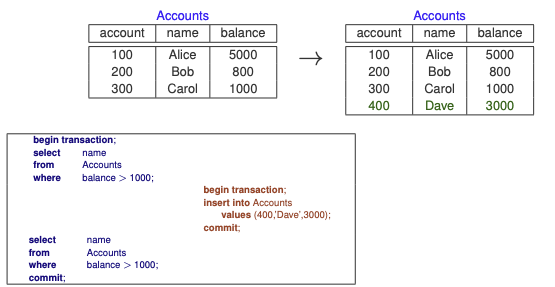 Accounts
account name balance
100 Alice 5000
200 Bob 800
300 Carol 1000
→
Accounts
account name balance
100 Alice 5000
200 Bob 800
300 Carol 1000
400 Dave 3000
begin transaction;
select name
from Accounts
where balance > 1000;
begin transaction;
insert into Accounts
values (400,'Dave',3000);
commit;
select name
from Accounts
where balance > 1000;
commit;